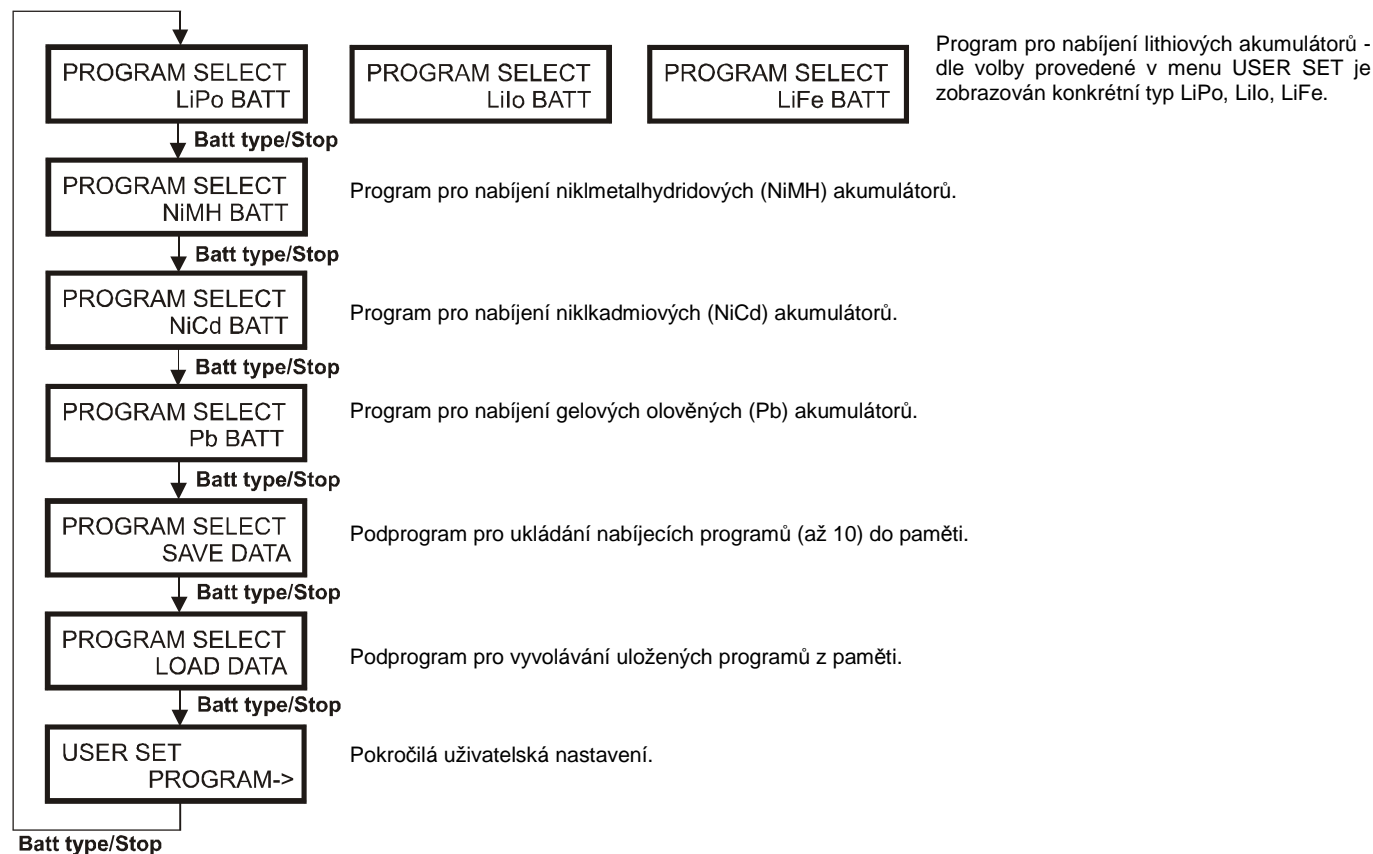 PROGRAM SELECT
LiPo BATT
PROGRAM SELECT
LiIo BATT
PROGRAM SELECT
LiFe BATT
Program pro nabíjení lithiových akumulátorů -
dle volby provedené v menu USER SET je
zobrazován konkrétní typ LiPo, LiIo, LiFe.
Batt type/Stop
PROGRAM SELECT
NiMH BATT
Program pro nabíjení niklmetalhydridových (NiMH) akumulátorů.
Batt type/Stop
PROGRAM SELECT
NiCd BATT
Program pro nabíjení niklkadmiových (NiCd) akumulátorů.
Batt type/Stop
PROGRAM SELECT
Pb BATT
Program pro nabíjení gelových olověných (Pb) akumulátorů.
Batt type/Stop
PROGRAM SELECT
SAVE DATA
Podprogram pro ukládání nabíjecích programů (až 10) do paměti.
Batt type/Stop
PROGRAM SELECT
LOAD DATA
Podprogram pro vyvolávání uložených programů z paměti.
Batt type/Stop
USER SET
PROGRAM->
Pokročilá uživatelská nastavení.
Batt type/Stop